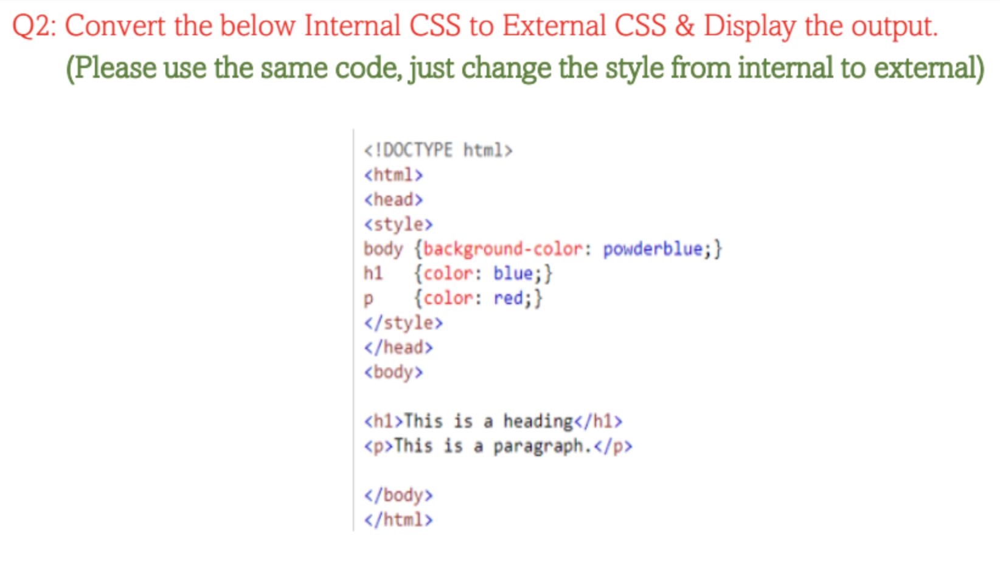 Q2: Convert the below Internal CSS to External CSS & Display the output.
(Please use the same code, just change the style from internal to external)
<!DOCTYPE html>
<html>
<head>
<style>
body {background-color: powderblue;}
h1   {color: blue;}
p    {color: red;}
</style>
</head>
<body>
<h1>This is a heading</h1>
<p>This is a paragraph.</p>
</body>
</html>